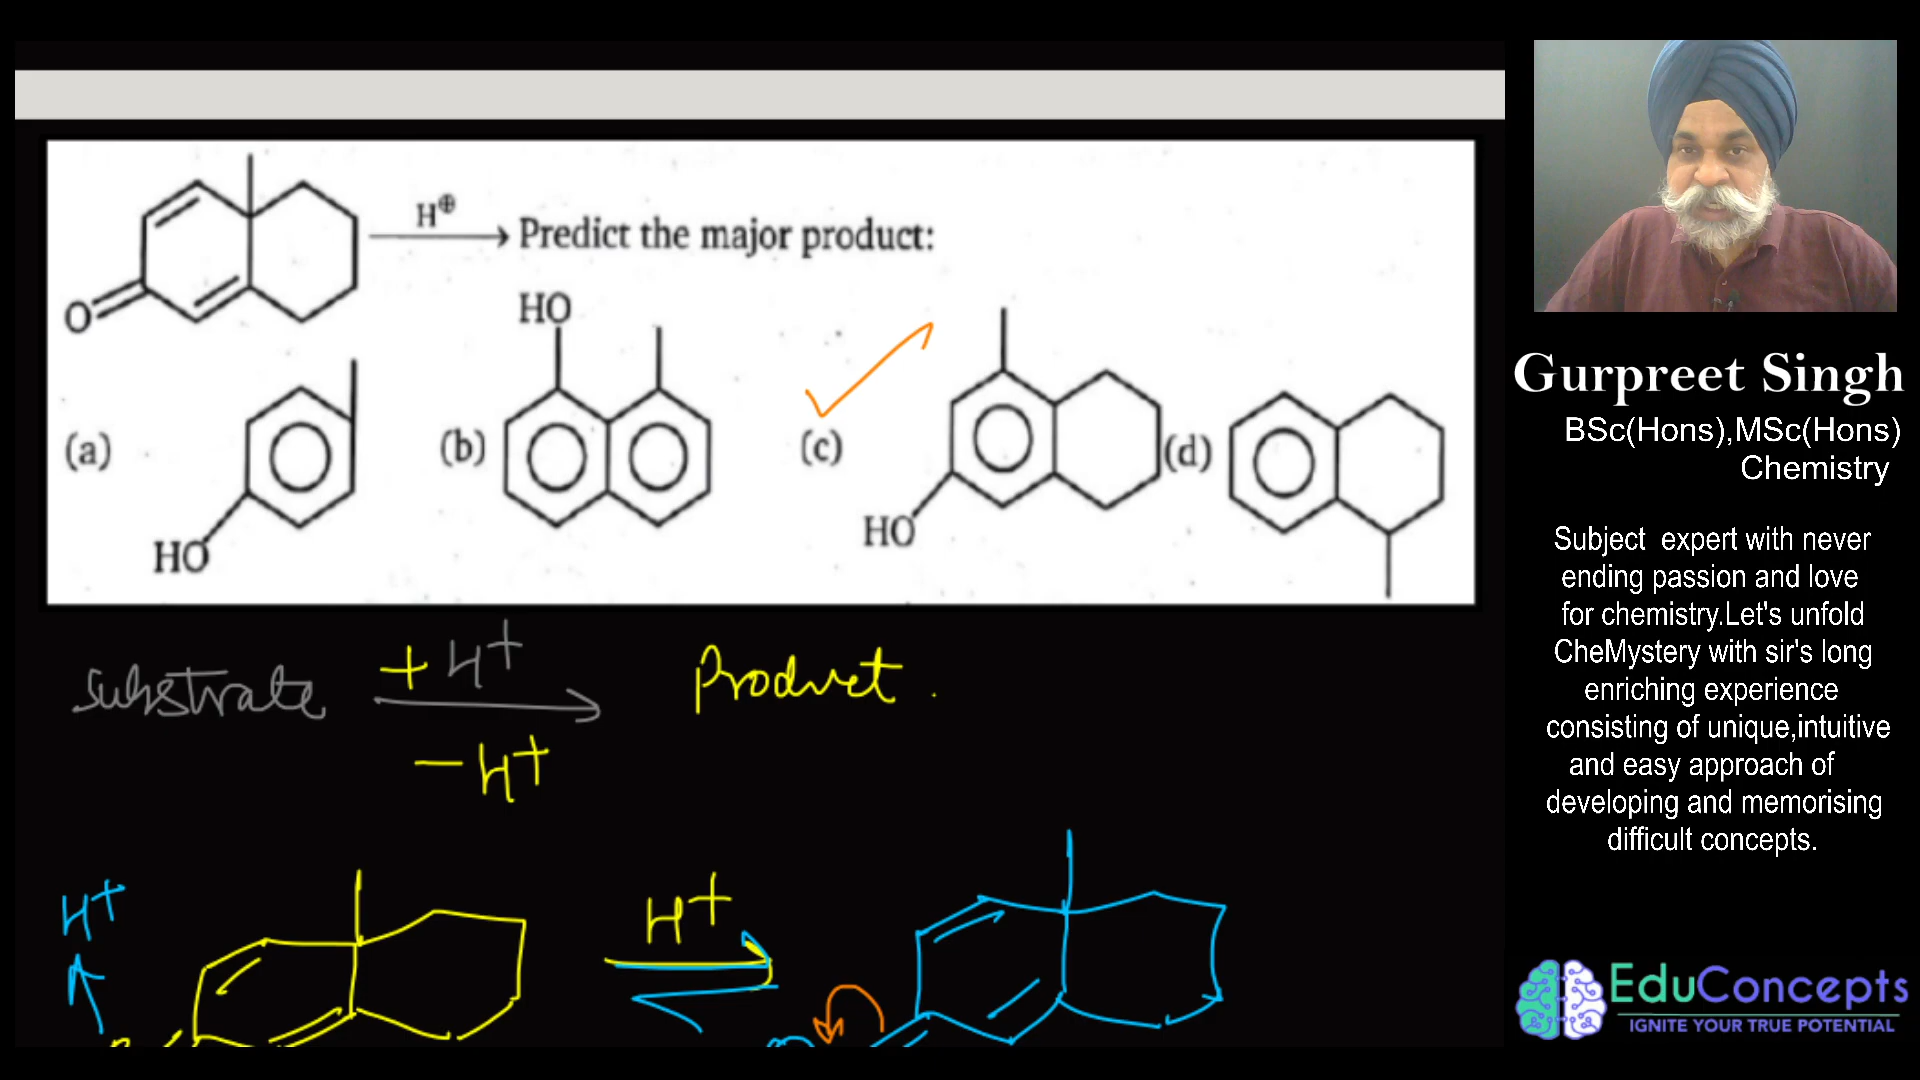 H⊕
Predict the major product:
O
HO
(a)
(b)
(c)
(d)
HO
HO
substrate + H+ Product.
- H+
H+
H+
Gurpreet Singh
BSc(Hons),MSc(Hons)
Chemistry
Subject expert with never
ending passion and love
for chemistry.Let's unfold
CheMystery with sir's long
enriching experience
consisting of unique,intuitive
and easy approach of
developing and memorising
difficult concepts.
EduConcepts
IGNITE YOUR TRUE POTENTIAL